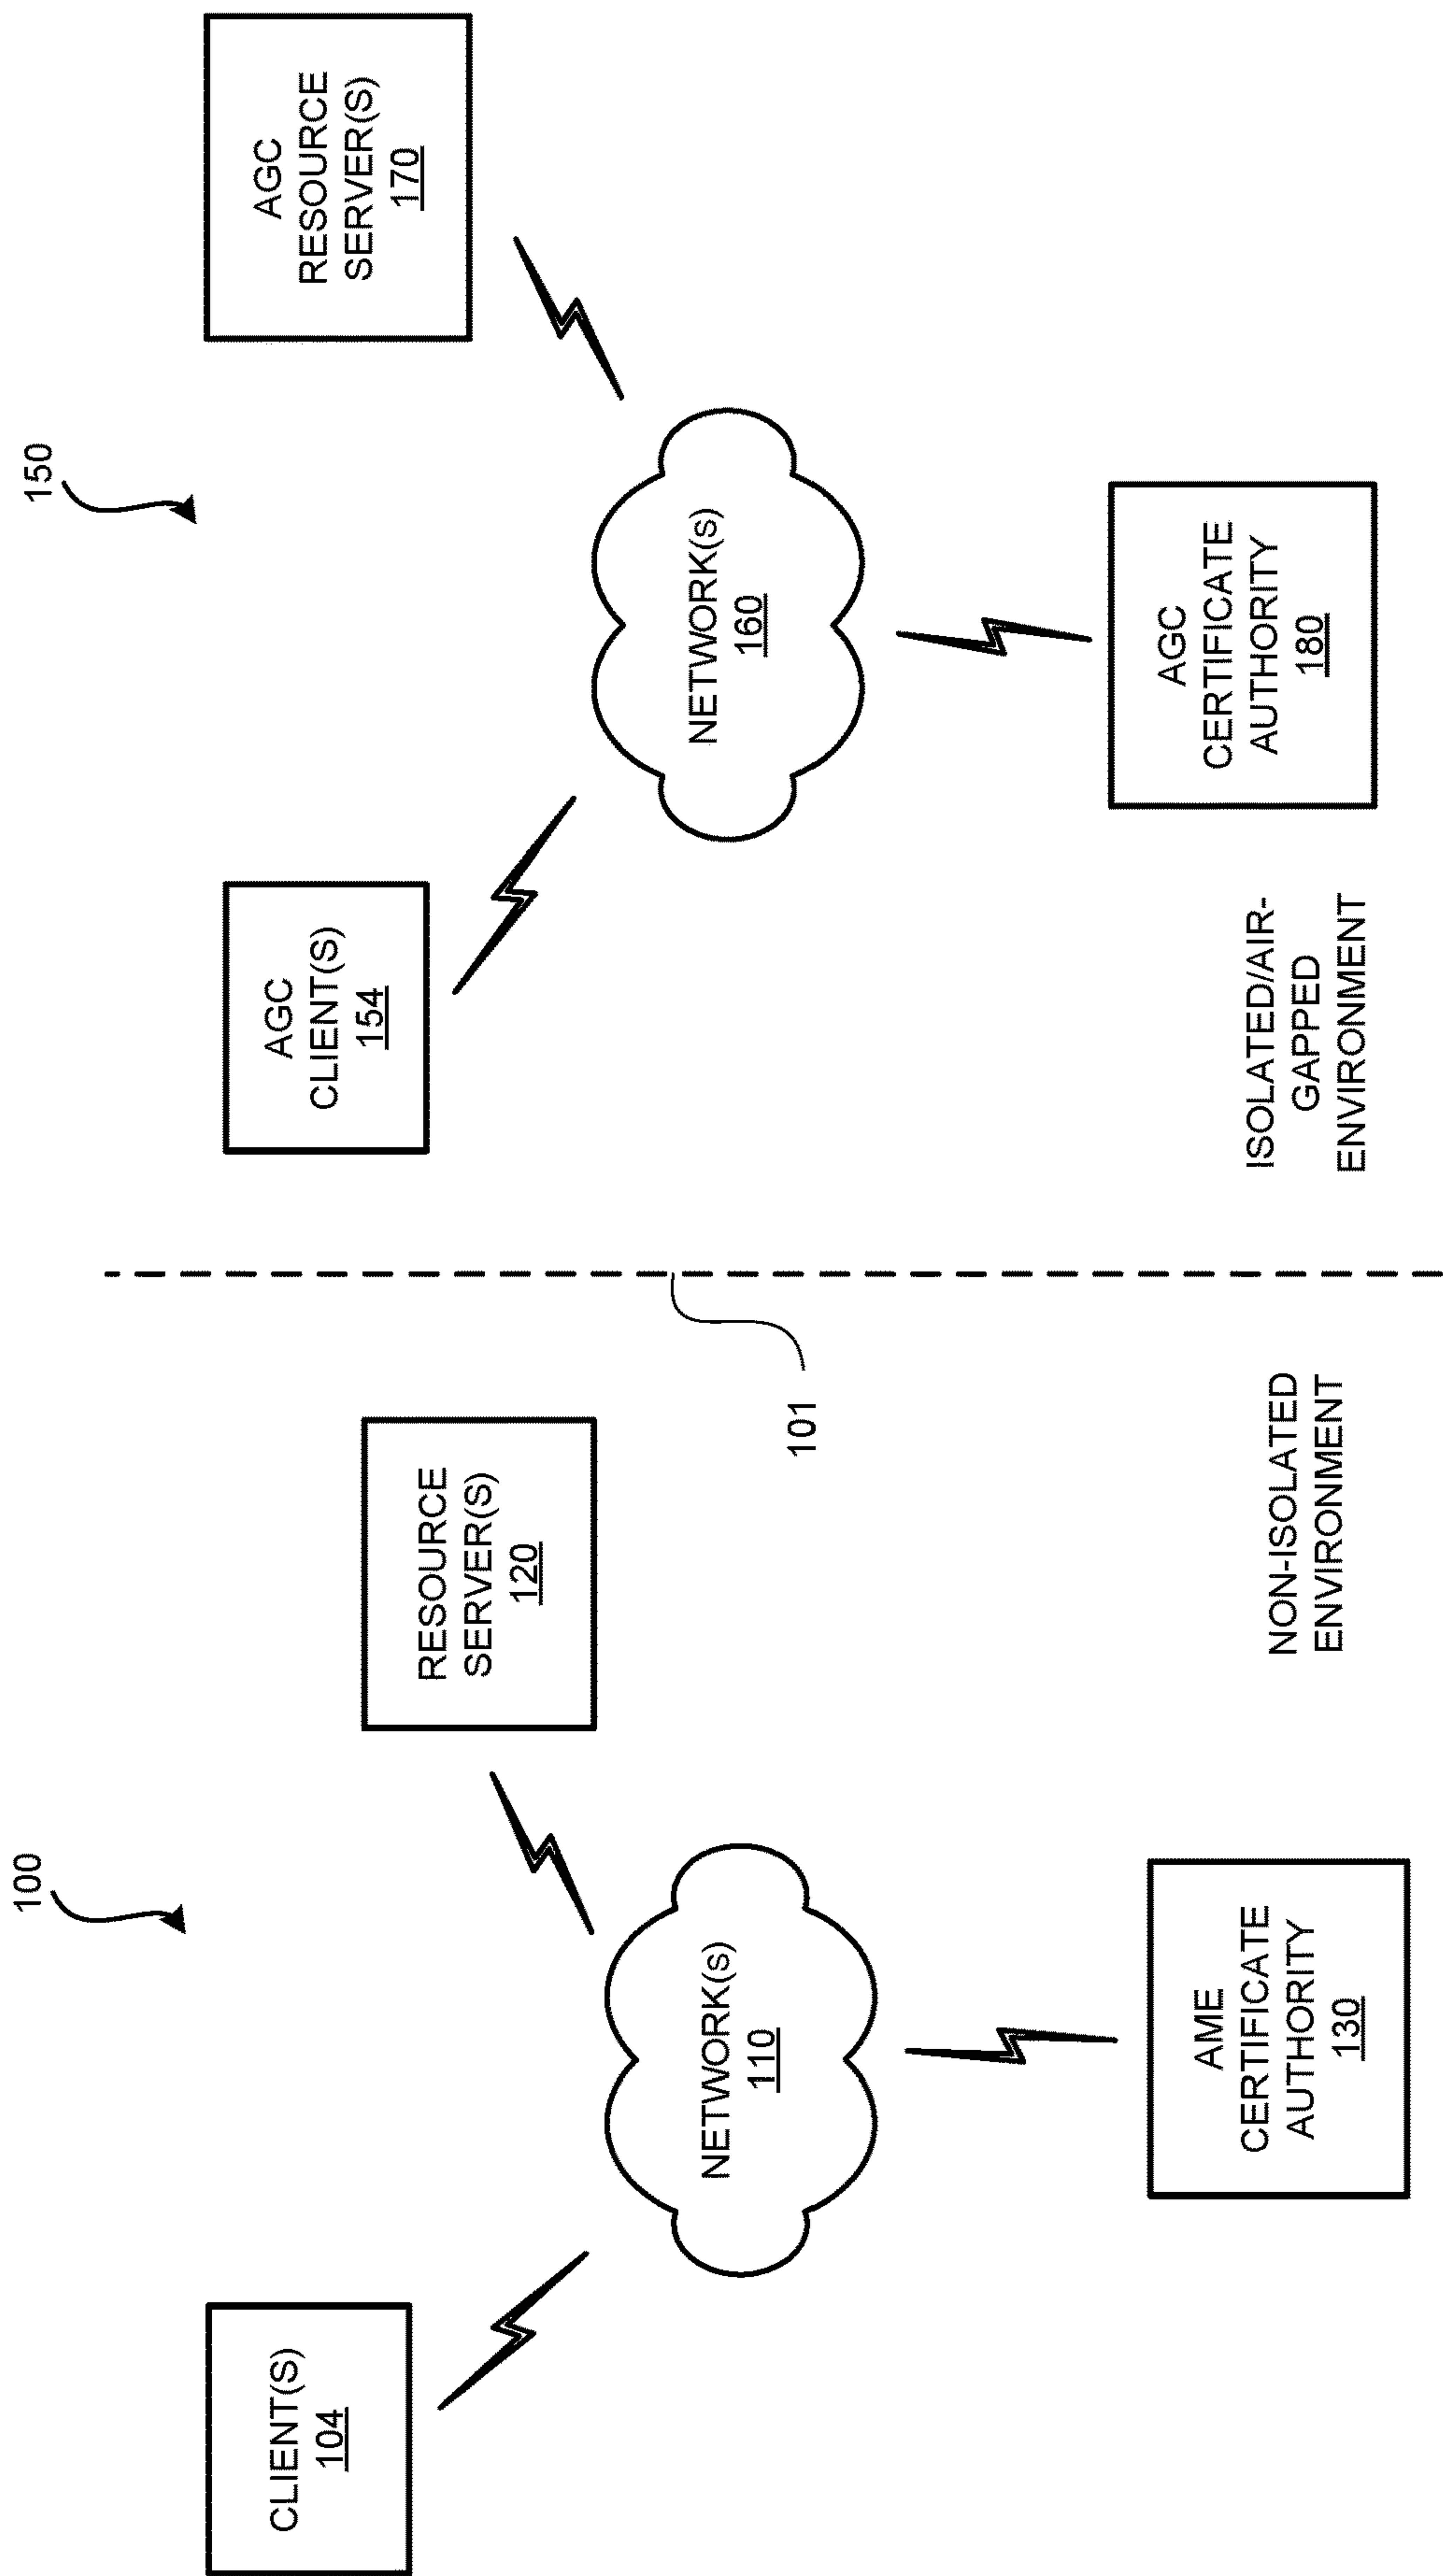 100
CLIENT(S)
104
RESOURCE
SERVER(S)
120
NETWORK(s)
110
AME
CERTIFICATE
AUTHORITY
130
NON-ISOLATED
ENVIRONMENT
101
150
AGC
CLIENT(S)
154
AGC
RESOURCE
SERVER(S)
170
NETWORK(s)
160
AGC
CERTIFICATE
AUTHORITY
180
ISOLATED/AIR-
GAPPED
ENVIRONMENT